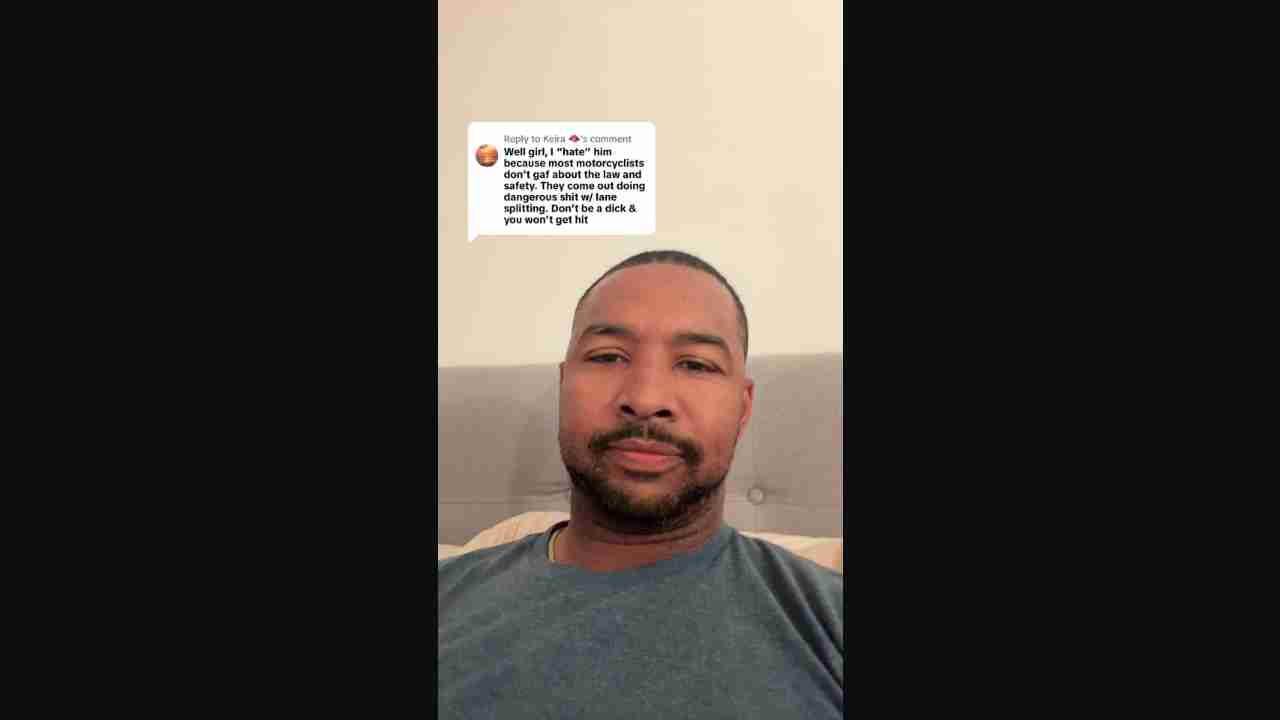 Reply to Keira 🪭's comment
Well girl, I "hate" him
because most motorcyclists
don't gaf about the law and
safety. They come out doing
dangerous shit w/ lane
splitting. Don't be a dick &
you won't get hit